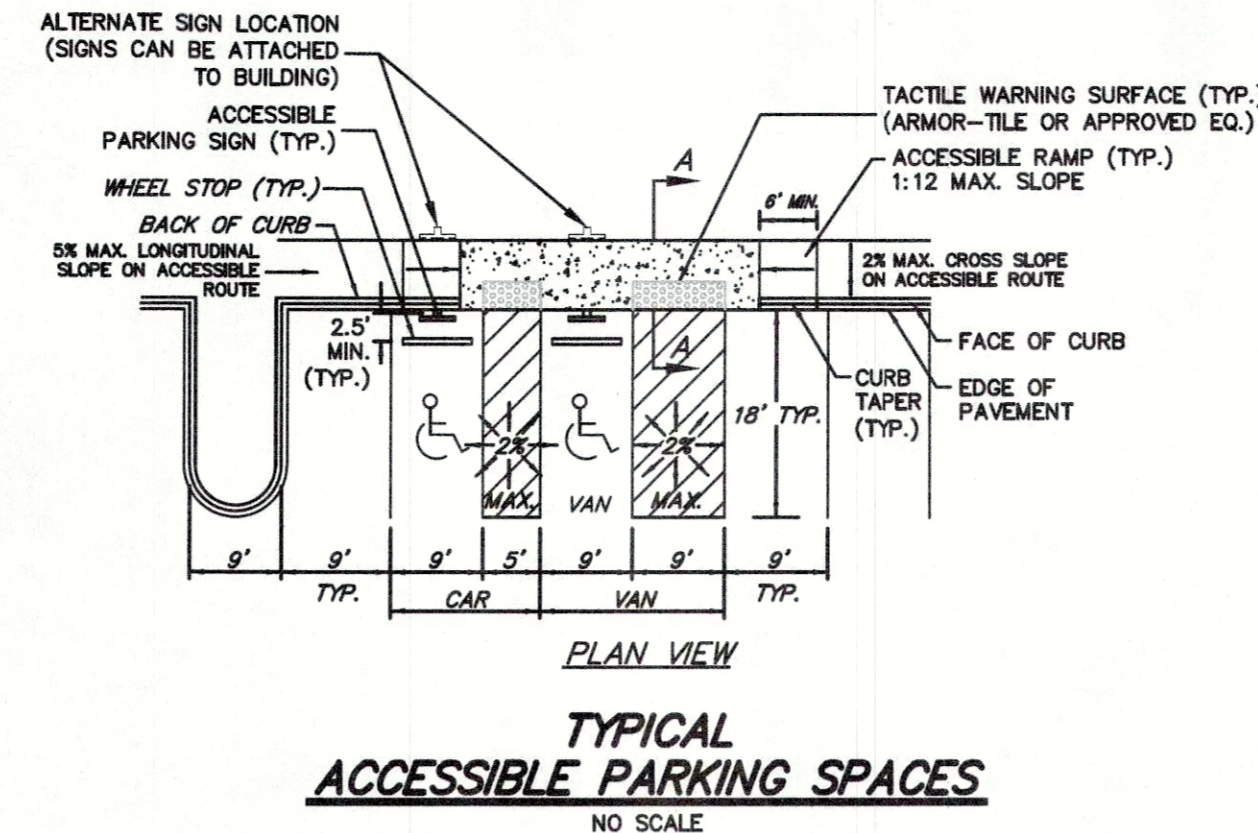 ALTERNATE SIGN LOCATION
(SIGNS CAN BE ATTACHED
TO BUILDING)
ACCESSIBLE
PARKING SIGN (TYP.)
WHEEL STOP (TYP.)
BACK OF CURB
5% MAX. LONGITUDINAL
SLOPE ON ACCESSIBLE
ROUTE
TACTILE WARNING SURFACE (TYP.)
(ARMOR-TILE OR APPROVED EQ.)
ACCESSIBLE RAMP (TYP.)
1:12 MAX. SLOPE
6' MIN.
A
2% MAX. CROSS SLOPE
ON ACCESSIBLE ROUTE
2.5'
MIN.
(TYP.)
A
FACE OF CURB
CURB
TAPER
(TYP.)
EDGE OF
PAVEMENT
18' TYP.
2%
MAX.
VAN
2%
MAX.
9'
9'
TYP.
9'
5'
9'
9'
9'
TYP.
CAR
VAN
PLAN VIEW
TYPICAL
ACCESSIBLE PARKING SPACES
NO SCALE